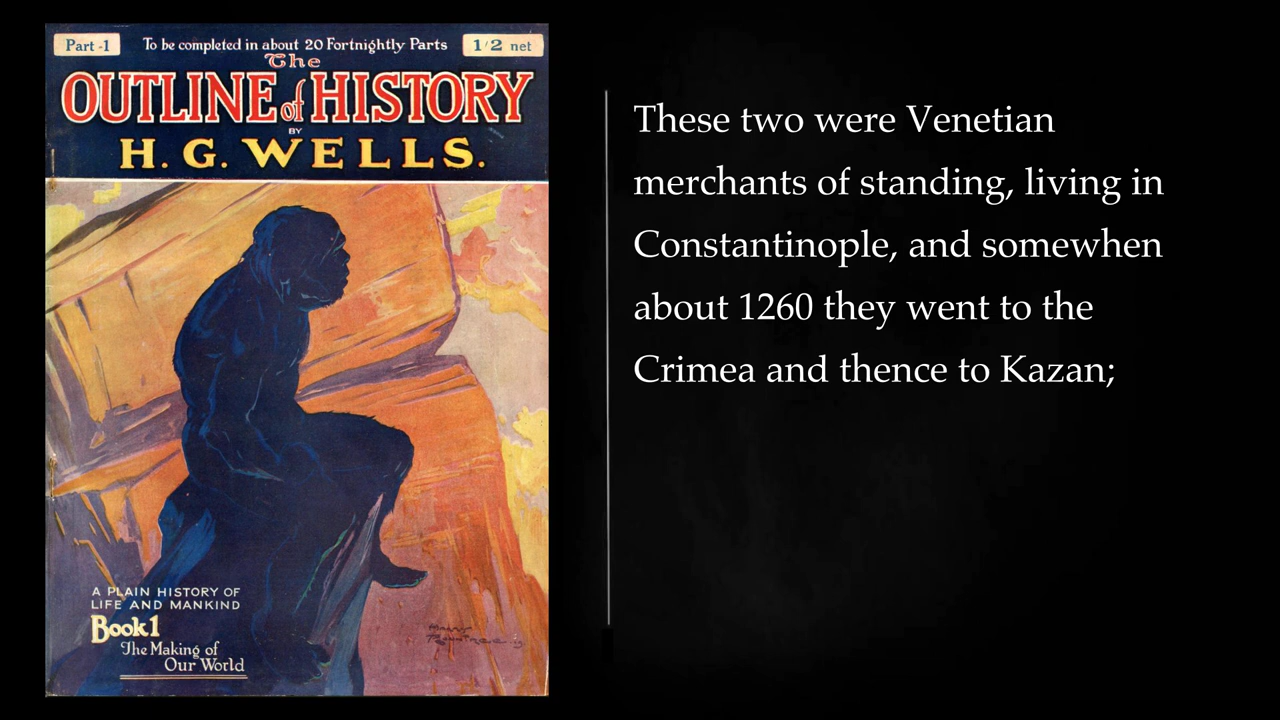 Part -1
To be completed in about 20 Fortnightly Parts
1/2 net
The
OUTLINE of HISTORY
BY
H. G. WELLS.
A PLAIN HISTORY OF
LIFE AND MANKIND
Book 1
The Making of
Our World
These two were Venetian
merchants of standing, living in
Constantinople, and somewhen
about 1260 they went to the
Crimea and thence to Kazan;